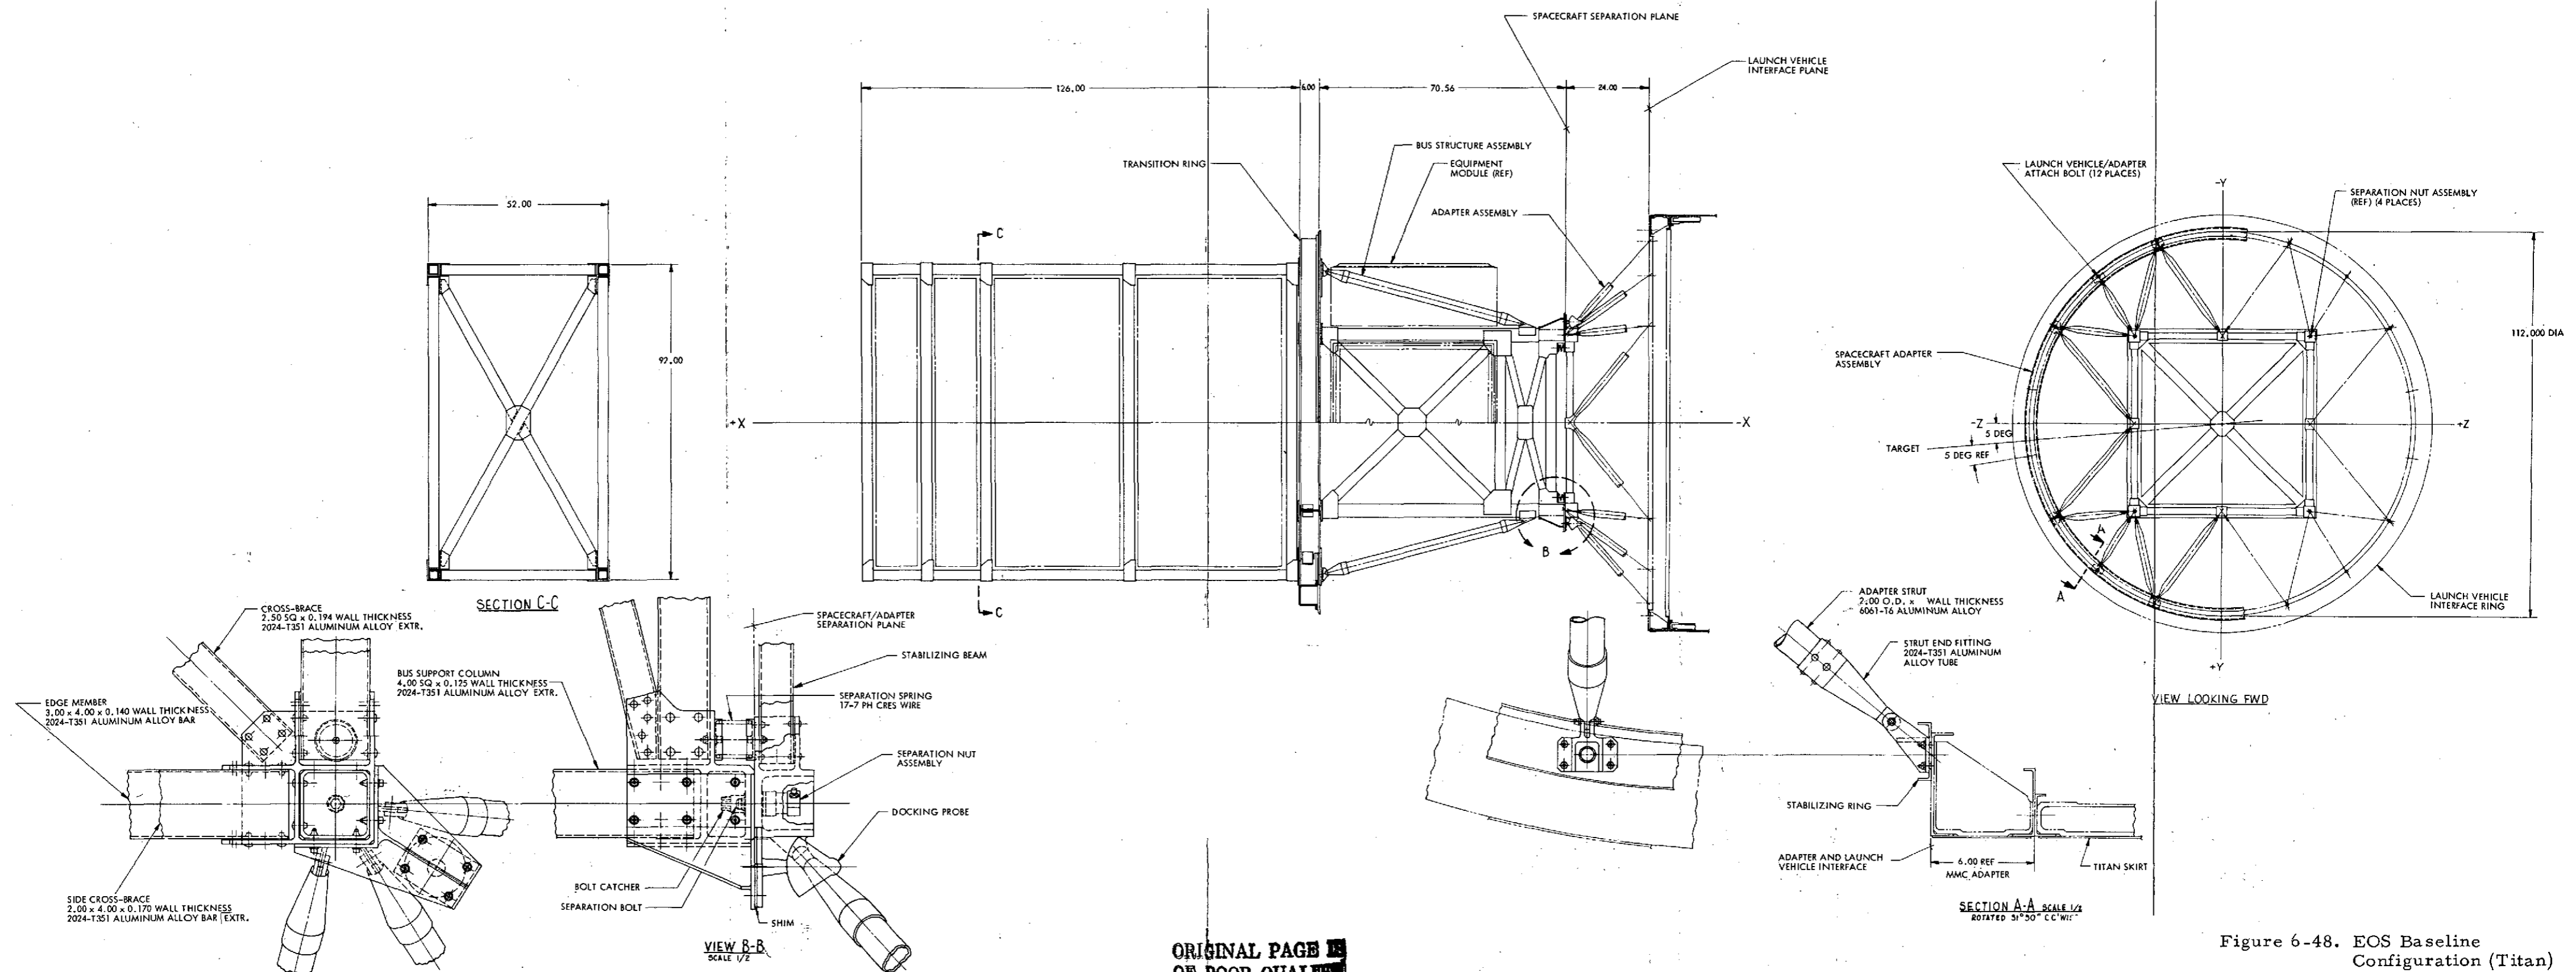 SPACECRAFT SEPARATION PLANE
LAUNCH VEHICLE
INTERFACE PLANE
126.00
6.00
70.56
24.00
BUS STRUCTURE ASSEMBLY
TRANSITION RING
EQUIPMENT
MODULE (REF)
ADAPTER ASSEMBLY
LAUNCH VEHICLE/ADAPTER
ATTACH BOLT (12 PLACES)
-Y
SEPARATION NUT ASSEMBLY
(REF) (4 PLACES)
52.00
C
92.00
112.000 DIA
SPACECRAFT ADAPTER
ASSEMBLY
+X
-X
-Z
5 DEG
+Z
TARGET
5 DEG REF
B
A
A
C
SECTION C-C
LAUNCH VEHICLE
INTERFACE RING
+Y
VIEW LOOKING FWD
CROSS-BRACE
2.50 SQ x 0.194 WALL THICKNESS
2024-T351 ALUMINUM ALLOY EXTR.
SPACECRAFT/ADAPTER
SEPARATION PLANE
STABILIZING BEAM
BUS SUPPORT COLUMN
4.00 SQ x 0.125 WALL THICKNESS
2024-T351 ALUMINUM ALLOY EXTR.
SEPARATION SPRING
17-7 PH CRES WIRE
EDGE MEMBER
3.00 x 4.00 x 0.140 WALL THICKNESS
2024-T351 ALUMINUM ALLOY BAR
SEPARATION NUT
ASSEMBLY
DOCKING PROBE
SIDE CROSS-BRACE
2.00 x 4.00 x 0.170 WALL THICKNESS
2024-T351 ALUMINUM ALLOY BAR EXTR.
BOLT CATCHER
SEPARATION BOLT
SHIM
VIEW B-B
SCALE 1/2
ADAPTER STRUT
2.00 O.D. x WALL THICKNESS
6061-T6 ALUMINUM ALLOY
STRUT END FITTING
2024-T351 ALUMINUM
ALLOY TUBE
STABILIZING RING
ADAPTER AND LAUNCH
VEHICLE INTERFACE
6.00 REF
MMC ADAPTER
TITAN SKIRT
SECTION A-A SCALE 1/2
ROTATED
ORIGINAL PAGE IS
OF POOR
Figure 6-48. EOS Baseline
Configuration (Titan)